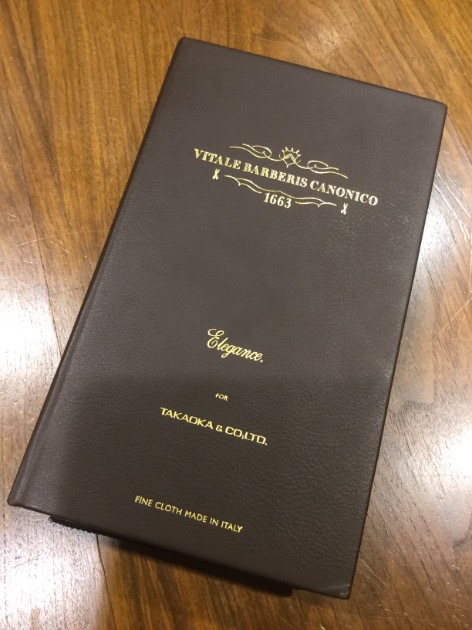 VITALE BARBERIS CANONICO
1663
Elegance.
FOR
TAKAOKA & CO,LTD.
FINE CLOTH MADE IN ITALY